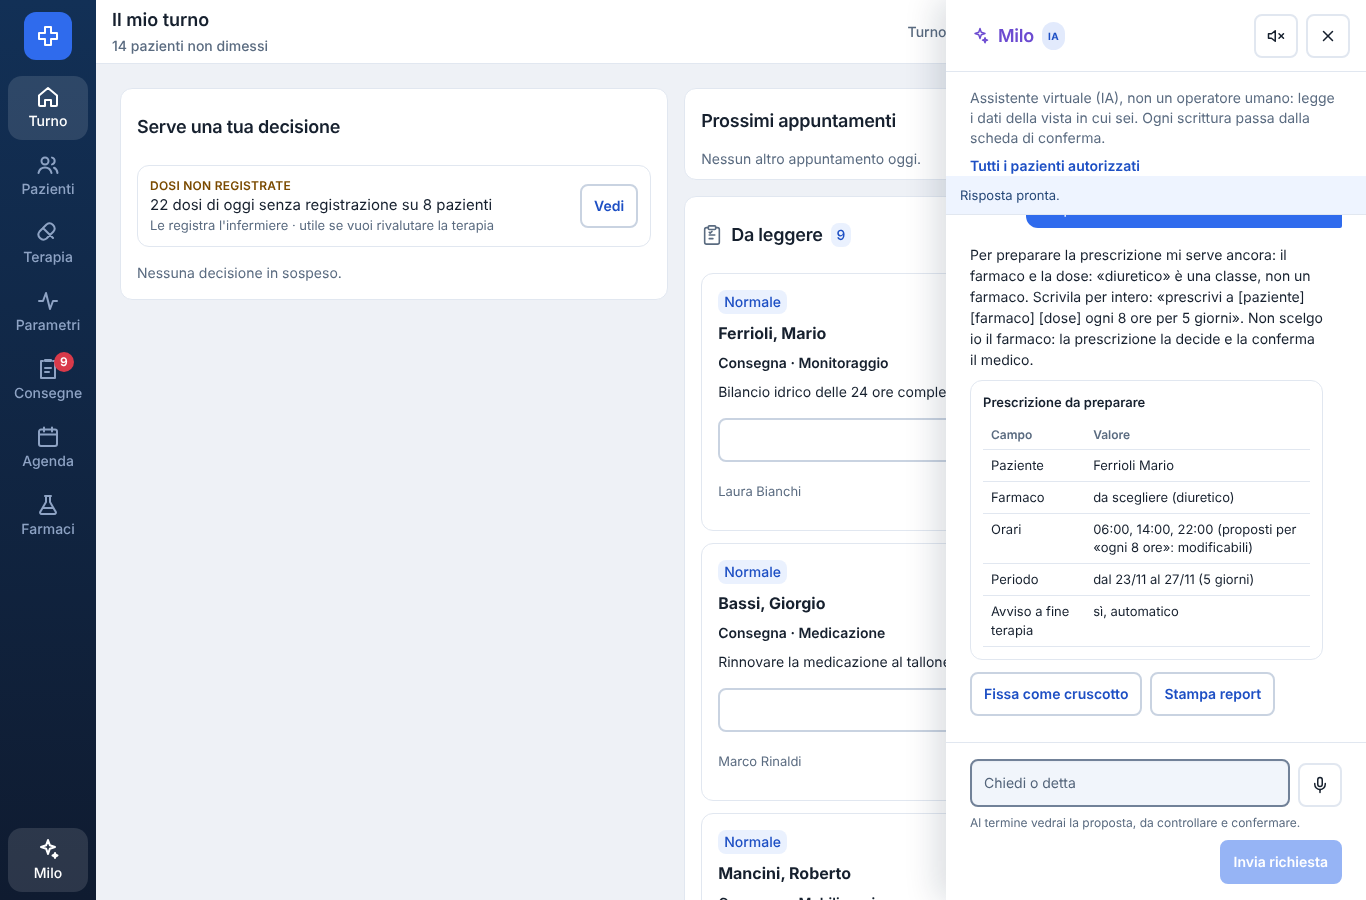 Turno
Pazienti
Terapia
Parametri
9
Consegne
Agenda
Farmaci
Milo
Il mio turno
14 pazienti non dimessi
Turno
Serve una tua decisione
DOSI NON REGISTRATE
22 dosi di oggi senza registrazione su 8 pazienti
Le registra l'infermiere · utile se vuoi rivalutare la terapia
Vedi
Nessuna decisione in sospeso.
Prossimi appuntamenti
Nessun altro appuntamento oggi.
Da leggere 9
Normale
Ferrioli, Mario
Consegna · Monitoraggio
Bilancio idrico delle 24 ore comple
Laura Bianchi
Normale
Bassi, Giorgio
Consegna · Medicazione
Rinnovare la medicazione al tallone
Marco Rinaldi
Normale
Mancini, Roberto
Milo IA
Assistente virtuale (IA), non un operatore umano: legge
i dati della vista in cui sei. Ogni scrittura passa dalla
scheda di conferma.
Tutti i pazienti autorizzati
Risposta pronta.
Per preparare la prescrizione mi serve ancora: il
farmaco e la dose: «diuretico» è una classe, non un
farmaco. Scrivila per intero: «prescrivi a [paziente]
[farmaco] [dose] ogni 8 ore per 5 giorni». Non scelgo
io il farmaco: la prescrizione la decide e la conferma
il medico.
Prescrizione da preparare
Campo Valore
Paziente Ferrioli Mario
Farmaco da scegliere (diuretico)
Orari 06:00, 14:00, 22:00 (proposti per
«ogni 8 ore»: modificabili)
Periodo dal 23/11 al 27/11 (5 giorni)
Avviso a fine sì, automatico
terapia
Fissa come cruscotto
Stampa report
Chiedi o detta
Al termine vedrai la proposta, da controllare e confermare.
Invia richiesta